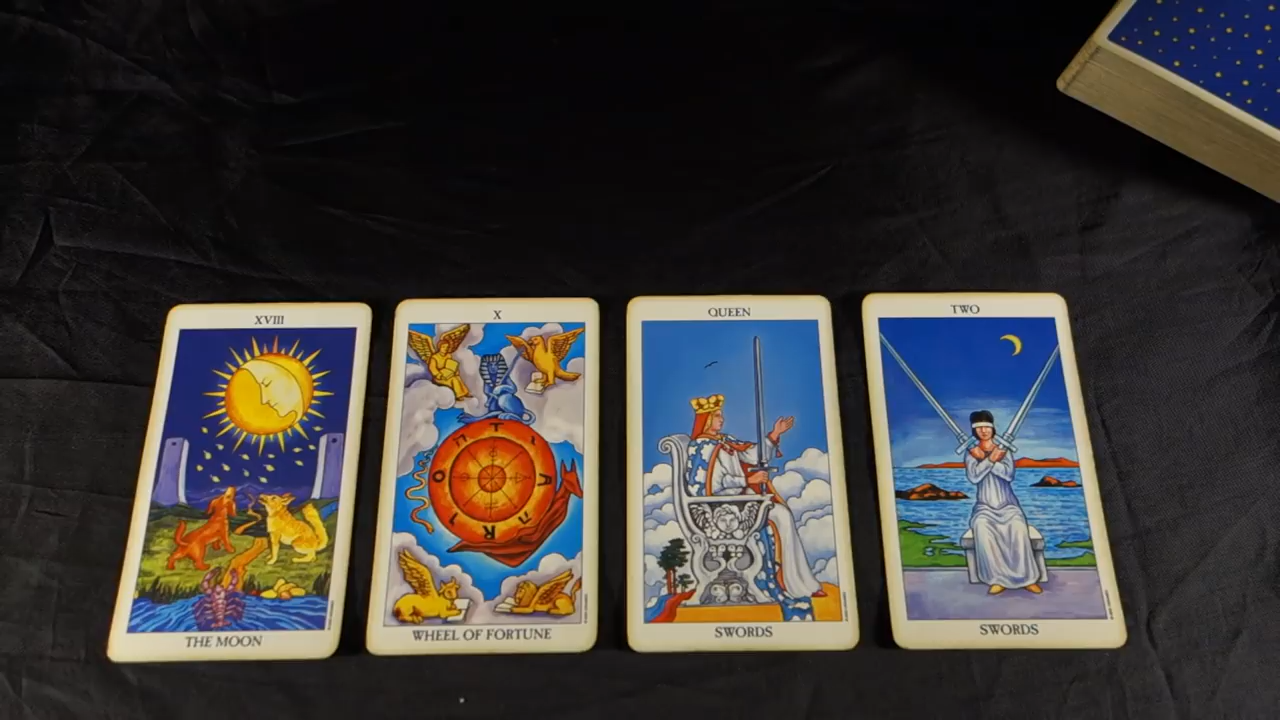 XVIII
THE MOON
X
WHEEL OF FORTUNE
QUEEN
SWORDS
TWO
SWORDS